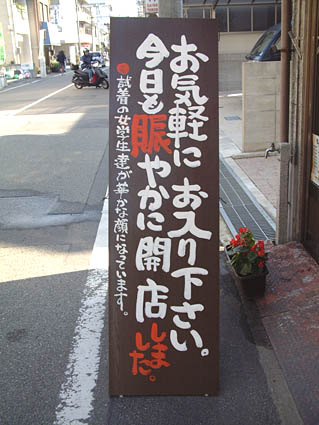 お気軽にお入り下さい。
今日も賑やかに開店しました。
●試着の女学生達が華かな顔になっています。